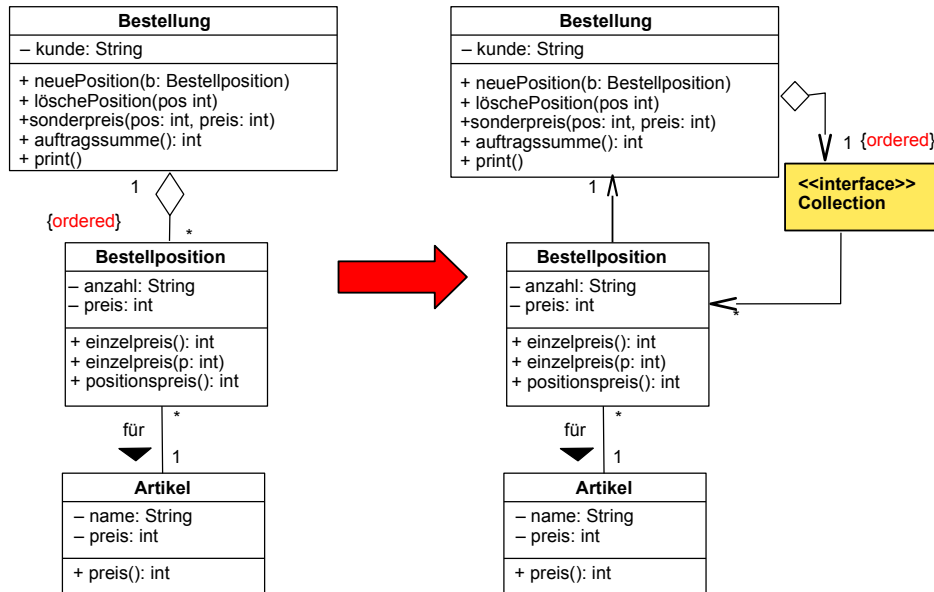 Bestellung
– kunde: String
+ neuePosition(b: Bestellposition)
+ löschePosition(pos int)
+sonderpreis(pos: int, preis: int)
+ auftragssumme(): int
+ print()
1
{ordered}
*
Bestellposition
– anzahl: String
– preis: int
+ einzelpreis(): int
+ einzelpreis(p: int)
+ positionspreis(): int
*
für
1
Artikel
– name: String
– preis: int
+ preis(): int
Bestellung
– kunde: String
+ neuePosition(b: Bestellposition)
+ löschePosition(pos int)
+sonderpreis(pos: int, preis: int)
+ auftragssumme(): int
+ print()
1 {ordered}
<<interface>>
Collection
1
*
Bestellposition
– anzahl: String
– preis: int
+ einzelpreis(): int
+ einzelpreis(p: int)
+ positionspreis(): int
*
für
1
Artikel
– name: String
– preis: int
+ preis(): int